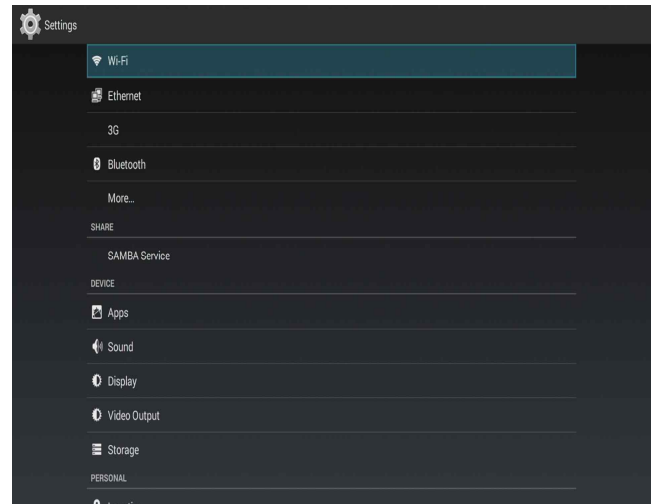 Settings
Wi-Fi
Ethernet
3G
Bluetooth
More...
SHARE
SAMBA Service
DEVICE
Apps
Sound
Display
Video Output
Storage
PERSONAL